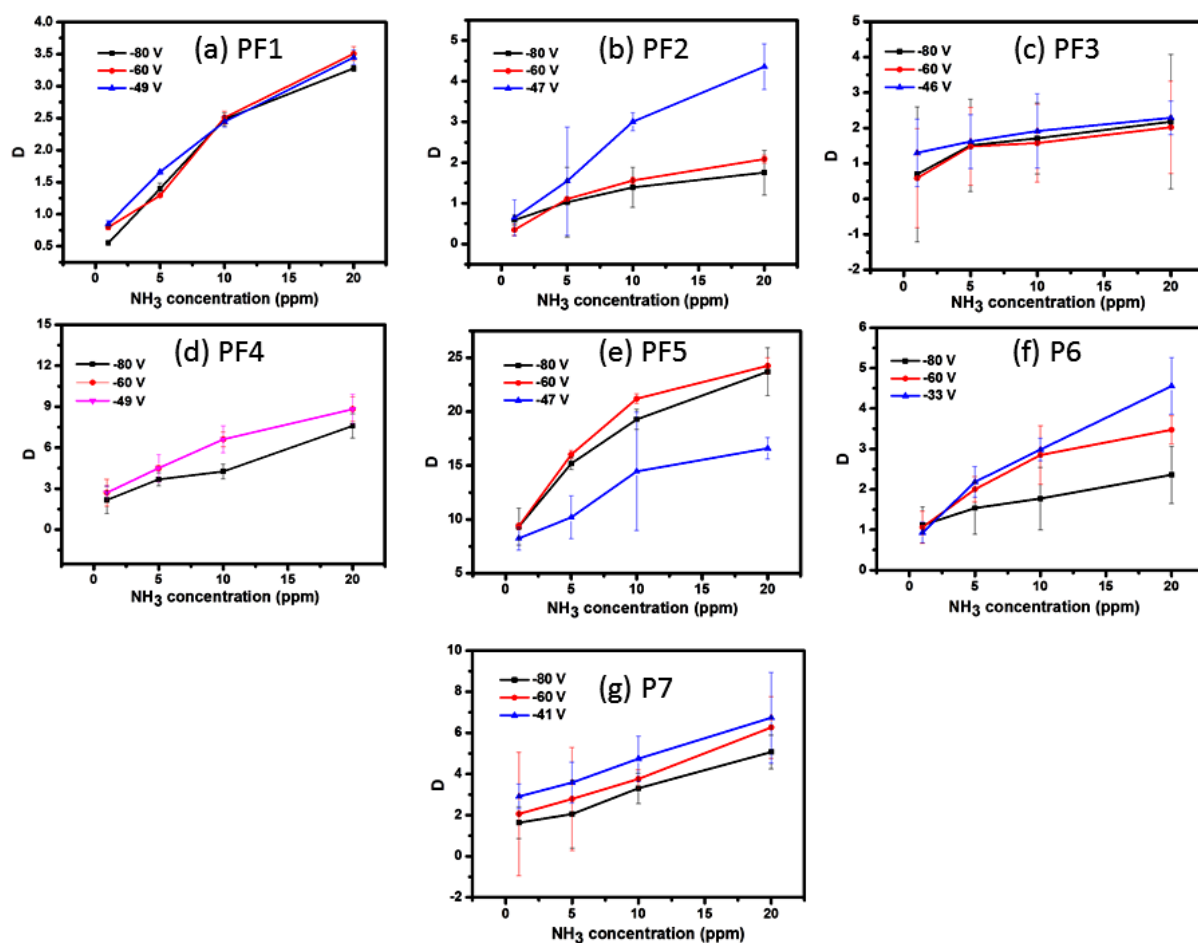 (a) PF1
-80 V
-60 V
-49 V
4.0
3.5
3.0
2.5
2.0
1.5
1.0
0.5
D
0 5 10 15 20
NH3 concentration (ppm)
(b) PF2
-80 V
-60 V
-47 V
5
4
3
2
1
0
D
0 5 10 15 20
NH3 concentration (ppm)
(c) PF3
-80 V
-60 V
-46 V
5
4
3
2
1
0
-1
-2
D
0 5 10 15 20
NH3 concentration (ppm)
(d) PF4
-80 V
-60 V
-49 V
15
12
9
6
3
0
D
0 5 10 15 20
NH3 concentration (ppm)
(e) PF5
-80 V
-60 V
-47 V
25
20
15
10
5
D
0 5 10 15 20
NH3 concentration (ppm)
(f) P6
-80 V
-60 V
-33 V
6
5
4
3
2
1
0
D
0 5 10 15 20
NH3 concentration (ppm)
(g) P7
-80 V
-60 V
-41 V
10
8
6
4
2
0
-2
D
0 5 10 15 20
NH3 concentration (ppm)